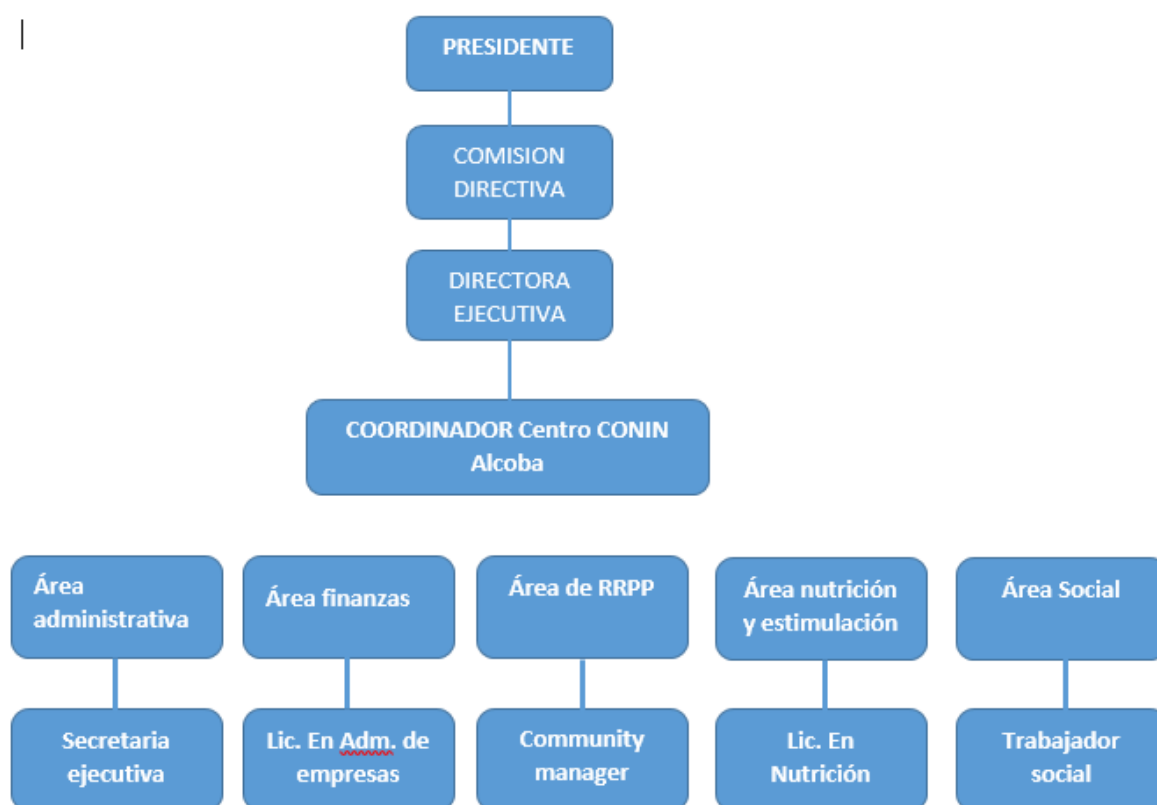 PRESIDENTE
COMISION
DIRECTIVA
DIRECTORA
EJECUTIVA
COORDINADOR Centro CONIN
Alcoba
Área
administrativa
Área finanzas
Área de RRPP
Área nutrición
y estimulación
Área Social
Secretaria
ejecutiva
Lic. En Adm. de
empresas
Community
manager
Lic. En
Nutrición
Trabajador
social